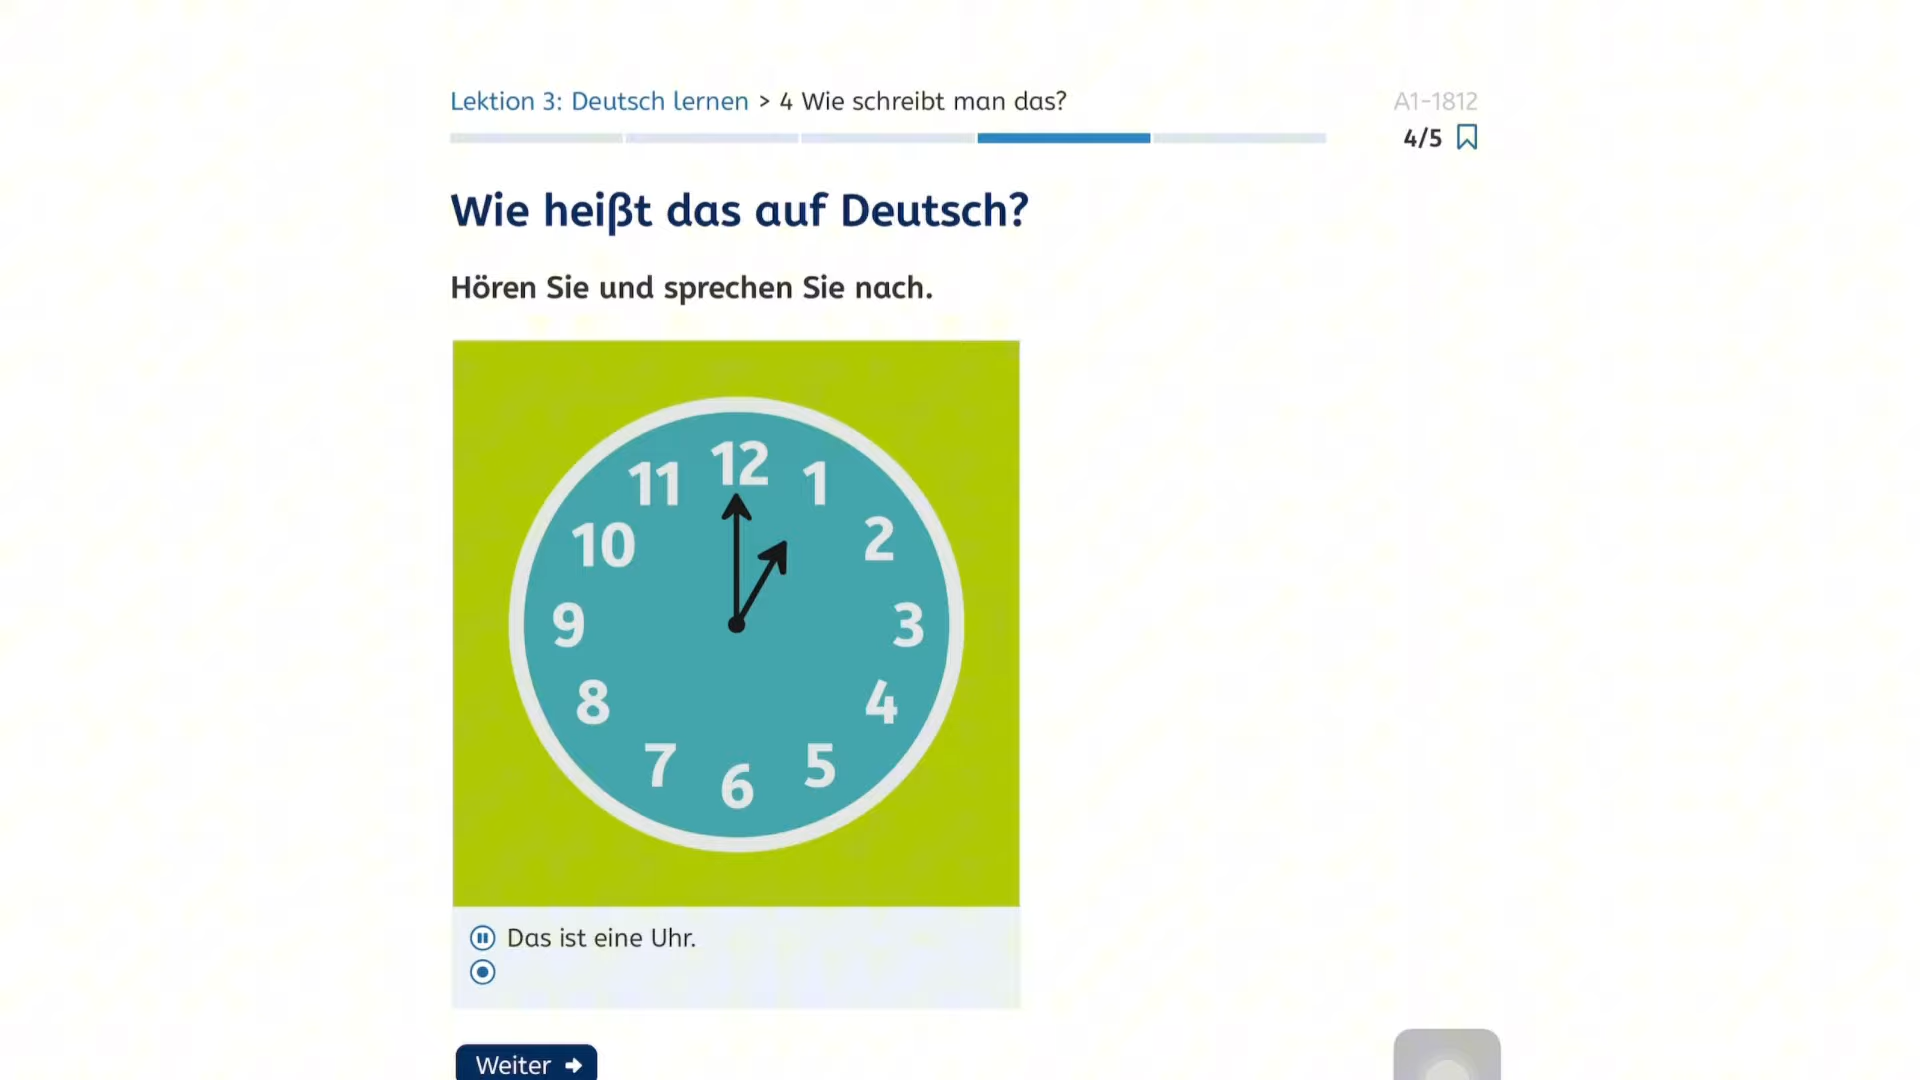 Lektion 3: Deutsch lernen > 4 Wie schreibt man das?
A1-1812
4/5
Wie heißt das auf Deutsch?
Hören Sie und sprechen Sie nach.
12
11
1
10
2
9
3
8
4
7
5
6
Das ist eine Uhr.
Weiter